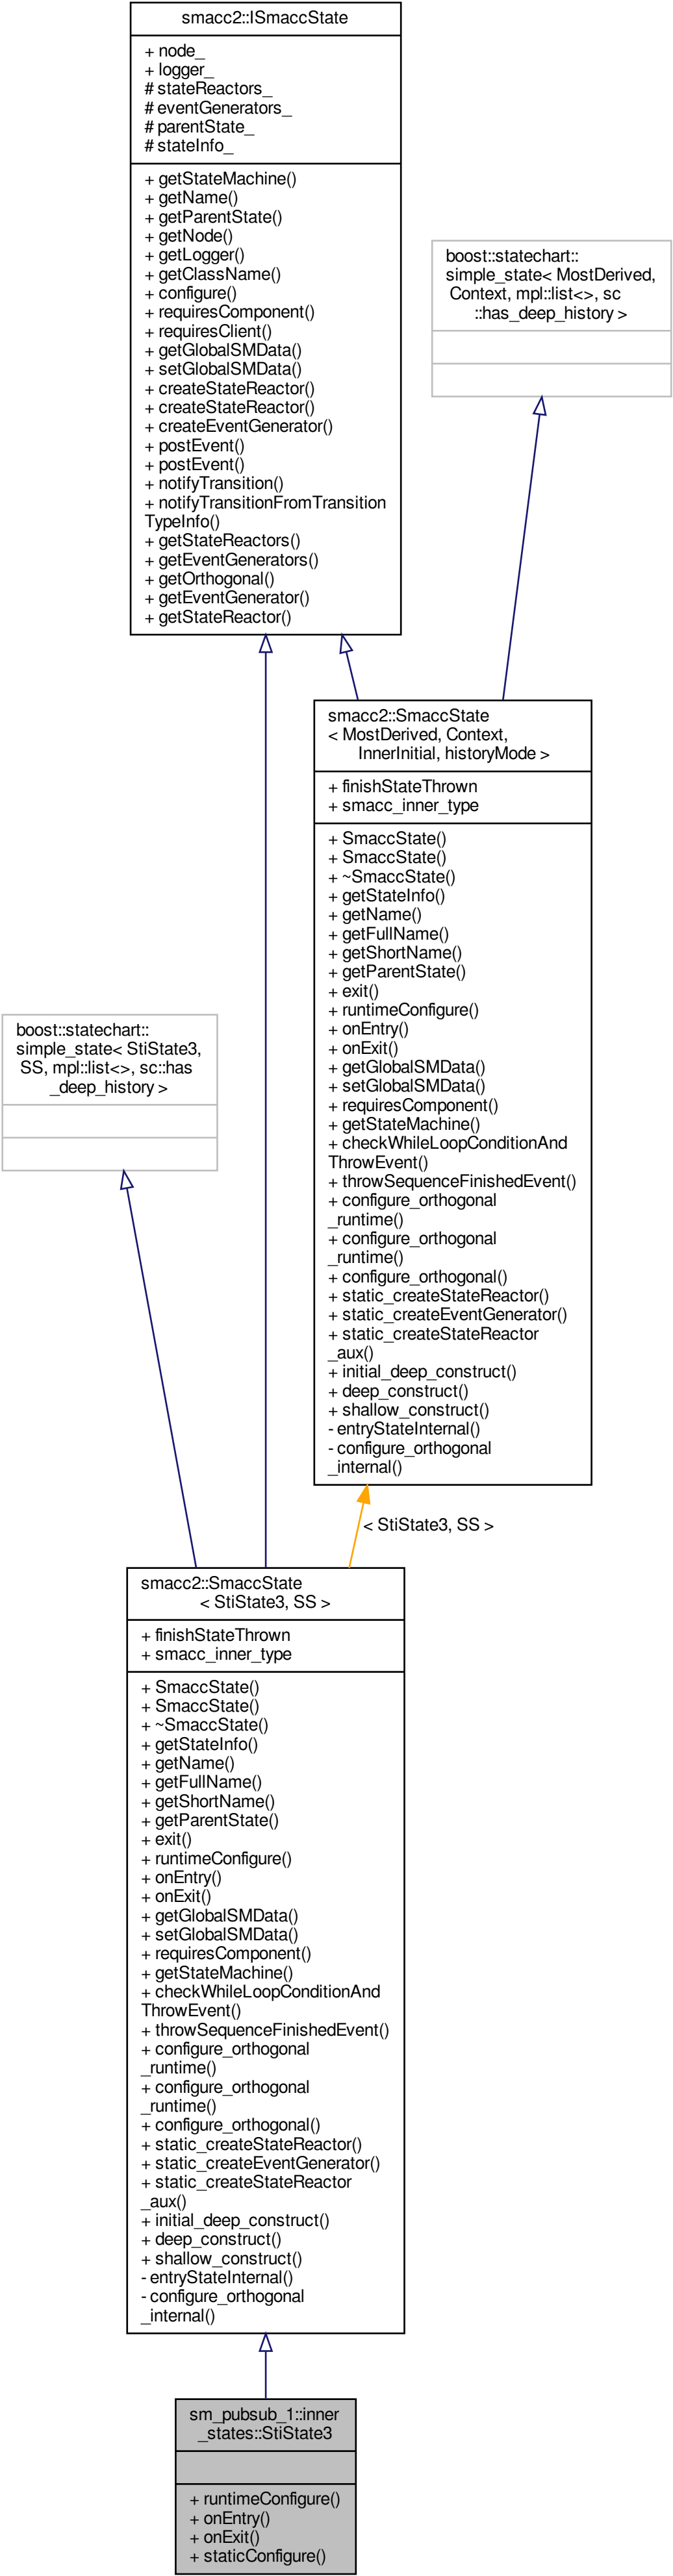 smacc2::ISmaccState
+ node_
+ logger_
# stateReactors_
# eventGenerators_
# parentState_
# stateInfo_
+ getStateMachine()
+ getName()
+ getParentState()
+ getNode()
+ getLogger()
+ getClassName()
+ configure()
+ requiresComponent()
+ requiresClient()
+ getGlobalSMData()
+ setGlobalSMData()
+ createStateReactor()
+ createStateReactor()
+ createEventGenerator()
+ postEvent()
+ postEvent()
+ notifyTransition()
+ notifyTransitionFromTransition
TypeInfo()
+ getStateReactors()
+ getEventGenerators()
+ getOrthogonal()
+ getEventGenerator()
+ getStateReactor()
boost::statechart::
simple_state< MostDerived,
Context, mpl::list<>, sc
::has_deep_history >
smacc2::SmaccState
< MostDerived, Context,
InnerInitial, historyMode >
+ finishStateThrown
+ smacc_inner_type
+ SmaccState()
+ SmaccState()
+ ~SmaccState()
+ getStateInfo()
+ getName()
+ getFullName()
+ getShortName()
+ getParentState()
+ exit()
+ runtimeConfigure()
+ onEntry()
+ onExit()
+ getGlobalSMData()
+ setGlobalSMData()
+ requiresComponent()
+ getStateMachine()
+ checkWhileLoopConditionAnd
ThrowEvent()
+ throwSequenceFinishedEvent()
+ configure_orthogonal
_runtime()
+ configure_orthogonal
_runtime()
+ configure_orthogonal()
+ static_createStateReactor()
+ static_createEventGenerator()
+ static_createStateReactor
_aux()
+ initial_deep_construct()
+ deep_construct()
+ shallow_construct()
- entryStateInternal()
- configure_orthogonal
_internal()
boost::statechart::
simple_state< StiState3,
SS, mpl::list<>, sc::has
_deep_history >
< StiState3, SS >
smacc2::SmaccState
< StiState3, SS >
+ finishStateThrown
+ smacc_inner_type
+ SmaccState()
+ SmaccState()
+ ~SmaccState()
+ getStateInfo()
+ getName()
+ getFullName()
+ getShortName()
+ getParentState()
+ exit()
+ runtimeConfigure()
+ onEntry()
+ onExit()
+ getGlobalSMData()
+ setGlobalSMData()
+ requiresComponent()
+ getStateMachine()
+ checkWhileLoopConditionAnd
ThrowEvent()
+ throwSequenceFinishedEvent()
+ configure_orthogonal
_runtime()
+ configure_orthogonal
_runtime()
+ configure_orthogonal()
+ static_createStateReactor()
+ static_createEventGenerator()
+ static_createStateReactor
_aux()
+ initial_deep_construct()
+ deep_construct()
+ shallow_construct()
- entryStateInternal()
- configure_orthogonal
_internal()
sm_pubsub_1::inner
_states::StiState3
+ runtimeConfigure()
+ onEntry()
+ onExit()
+ staticConfigure()